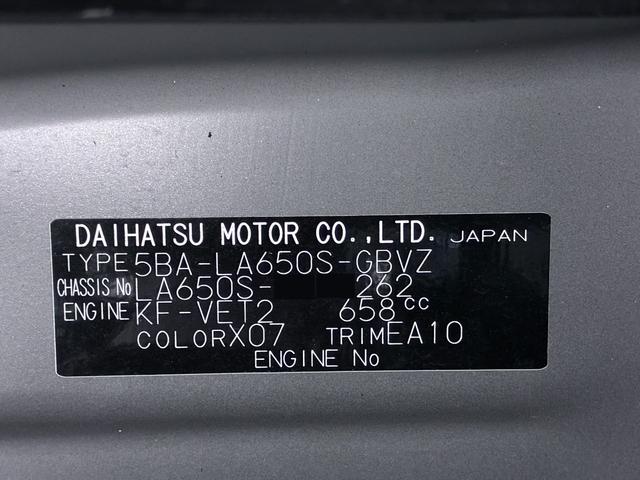 DAIHATSU MOTOR CO.,LTD. JAPAN
TYPE 5BA-LA650S-GBVZ
CHASSIS No LA650S- 262
ENGINE KF-VET2 658cc
COLOR X07 TRIM EA10
ENGINE No